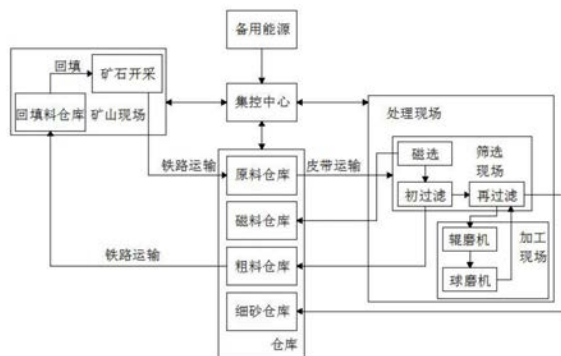 备用能源
回填
矿石开采
回填料仓库
矿山现场
集控中心
处理现场
铁路运输
原料仓库
皮带运输
磁选
筛选
现场
初过滤
再过滤
磁料仓库
辊磨机
加工
现场
铁路运输
粗料仓库
球磨机
细砂仓库
仓库